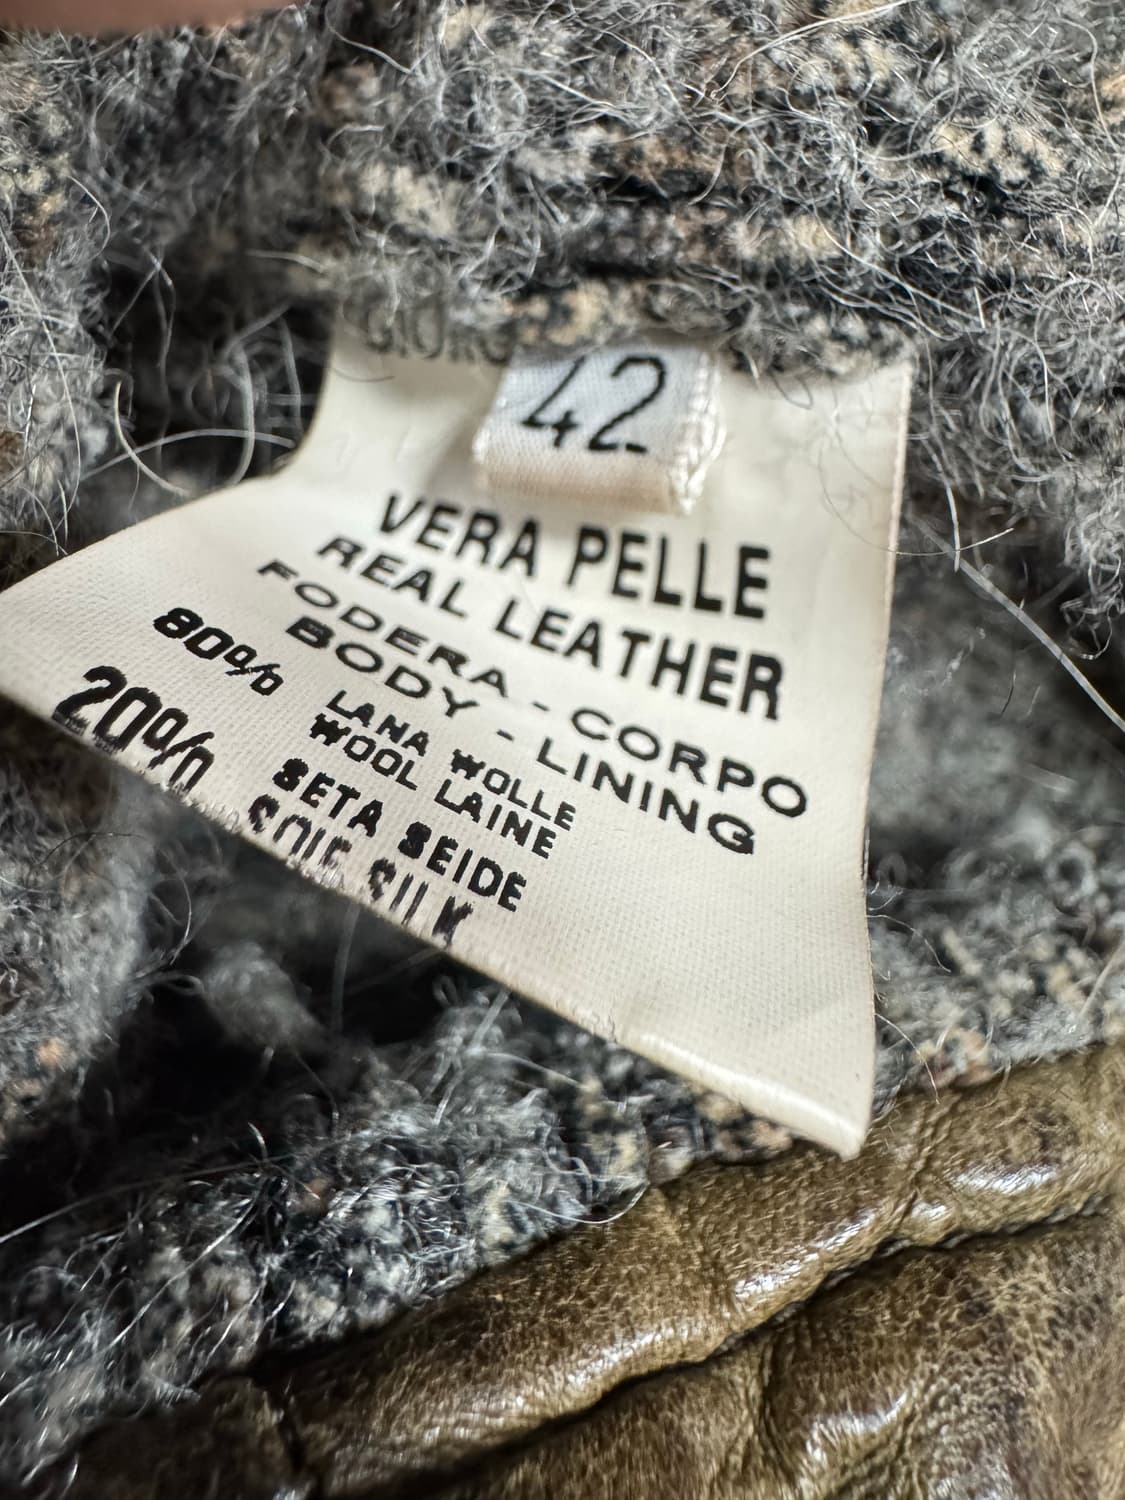 42
VERA PELLE
REAL LEATHER
FODERA - CORPO
BODY - LINING
80% LANA WOLLE
WOOL LAINE
20% SETA SEIDE
SOIE SILK